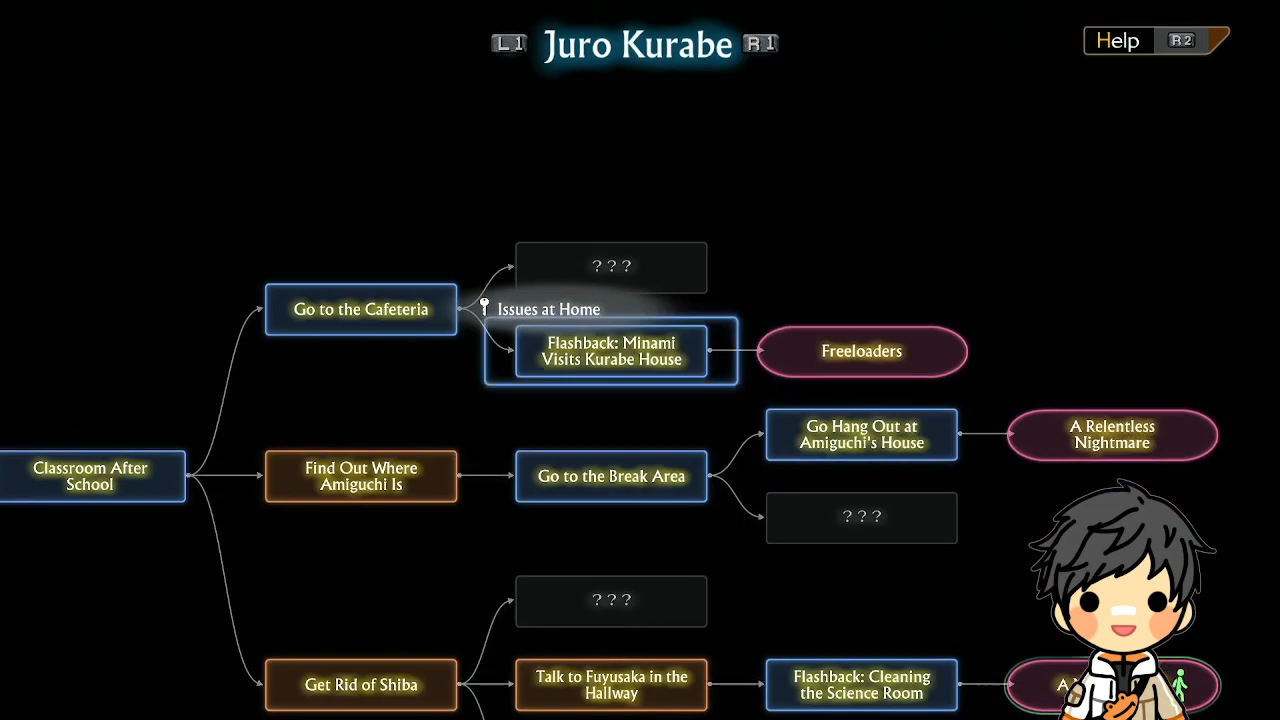 L1 Juro Kurabe R1
Help R2
? ? ?
Go to the Cafeteria
Issues at Home
Flashback: Minami
Visits Kurabe House
Freeloaders
Go Hang Out at
Amiguchi's House
A Relentless
Nightmare
Classroom After
School
Find Out Where
Amiguchi Is
Go to the Break Area
? ? ?
? ? ?
Get Rid of Shiba
Talk to Fuyusaka in the
Hallway
Flashback: Cleaning
the Science Room
A